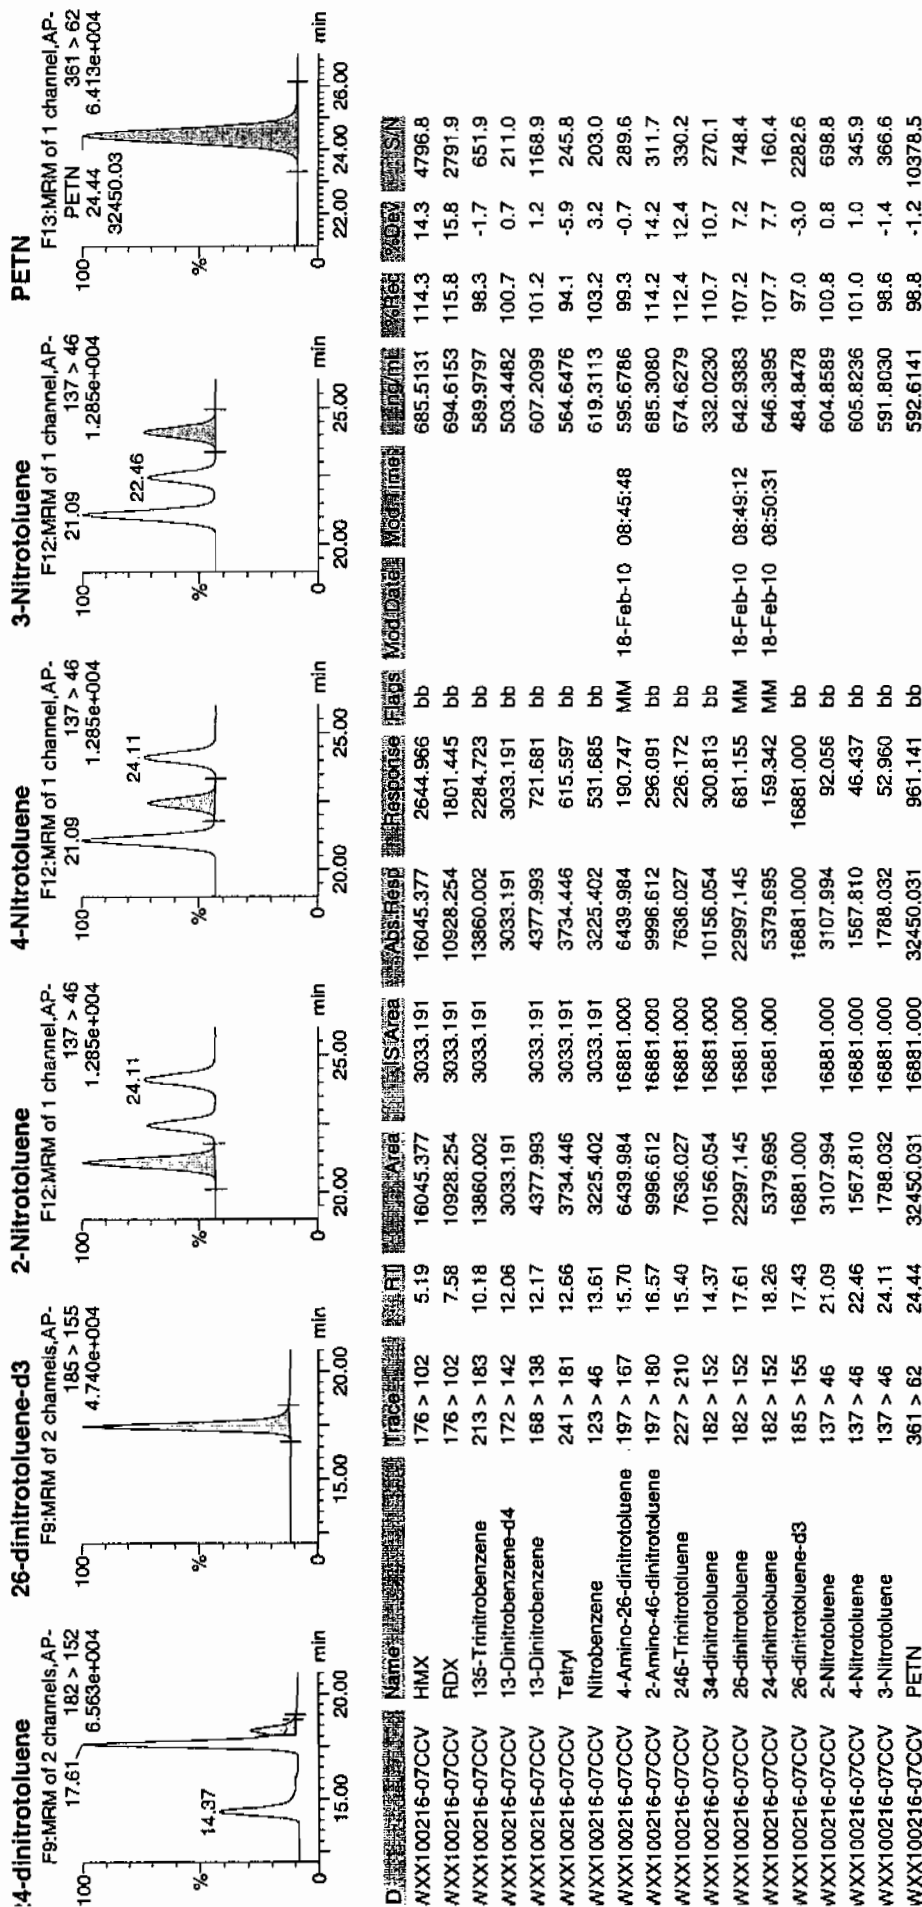 :4-dinitrotoluene
F9:MRM of 2 channels,AP-
182 > 152
6.563e+004
17.61
14.37
100
%
0
15.00 20.00 min
26-dinitrotoluene-d3
F9:MRM of 2 channels,AP-
185 > 155
4.740e+004
100
%
0
15.00 20.00 min
2-Nitrotoluene
F12:MRM of 1 channel,AP-
137 > 46
1.285e+004
24.11
100
%
0
20.00 25.00 min
4-Nitrotoluene
F12:MRM of 1 channel,AP-
137 > 46
1.285e+004
21.09
24.11
100
%
0
20.00 25.00 min
3-Nitrotoluene
F12:MRM of 1 channel,AP-
137 > 46
1.285e+004
21.09
22.46
100
%
0
20.00 25.00 min
PETN
F13:MRM of 1 channel,AP-
361 > 62
6.413e+004
PETN
24.44
32450.03
100
%
0
22.00 24.00 26.00 min
D Name Trace RT Area IS Area Abs.Resp Response Flags Mod.Date Mod.Time ng/mL %Rec %Dev S/N
WXX100216-07CCV HMX 176 > 102 5.19 16045.377 3033.191 16045.377 2644.966 bb 685.5131 114.3 14.3 4796.8
WXX100216-07CCV RDX 176 > 102 7.58 10928.254 3033.191 10928.254 1801.445 bb 694.6153 115.8 15.8 2791.9
WXX100216-07CCV 135-Trinitrobenzene 213 > 183 10.18 13860.002 3033.191 13860.002 2284.723 bb 589.9797 98.3 -1.7 651.9
WXX100216-07CCV 13-Dinitrobenzene-d4 172 > 142 12.06 3033.191 3033.191 3033.191 bb 503.4482 100.7 0.7 211.0
WXX100216-07CCV 13-Dinitrobenzene 168 > 138 12.17 4377.993 3033.191 4377.993 721.681 bb 607.2099 101.2 1.2 1168.9
WXX100216-07CCV Tetryl 241 > 181 12.66 3734.446 3033.191 3734.446 615.597 bb 564.6476 94.1 -5.9 245.8
WXX100216-07CCV Nitrobenzene 123 > 46 13.61 3225.402 3033.191 3225.402 531.685 bb 619.3113 103.2 3.2 203.0
WXX100216-07CCV 4-Amino-26-dinitrotoluene 197 > 167 15.70 6439.984 16881.000 6439.984 190.747 MM 18-Feb-10 08:45:48 595.6786 99.3 -0.7 289.6
WXX100216-07CCV 2-Amino-46-dinitrotoluene 197 > 180 16.57 9996.612 16881.000 9996.612 296.091 bb 685.3080 114.2 14.2 311.7
WXX100216-07CCV 246-Trinitrotoluene 227 > 210 15.40 7636.027 16881.000 7636.027 226.172 bb 674.6279 112.4 12.4 330.2
WXX100216-07CCV 34-dinitrotoluene 182 > 152 14.37 10156.054 16881.000 10156.054 300.813 bb 332.0230 110.7 10.7 270.1
WXX100216-07CCV 26-dinitrotoluene 182 > 152 17.61 22997.145 16881.000 22997.145 681.155 MM 18-Feb-10 08:49:12 642.9383 107.2 7.2 748.4
WXX100216-07CCV 24-dinitrotoluene 182 > 152 18.26 5379.695 16881.000 5379.695 159.342 MM 18-Feb-10 08:50:31 646.3895 107.7 7.7 160.4
WXX100216-07CCV 26-dinitrotoluene-d3 185 > 155 17.43 16881.000 16881.000 16881.000 bb 484.8478 97.0 -3.0 2282.6
WXX100216-07CCV 2-Nitrotoluene 137 > 46 21.09 3107.994 16881.000 3107.994 92.056 bb 604.8589 100.8 0.8 698.8
WXX100216-07CCV 4-Nitrotoluene 137 > 46 22.46 1567.810 16881.000 1567.810 46.437 bb 605.8236 101.0 1.0 345.9
WXX100216-07CCV 3-Nitrotoluene 137 > 46 24.11 1788.032 16881.000 1788.032 52.960 bb 591.8030 98.6 -1.4 366.6
WXX100216-07CCV PETN 361 > 62 24.44 32450.031 16881.000 32450.031 961.141 bb 592.6141 98.8 -1.2 10378.5